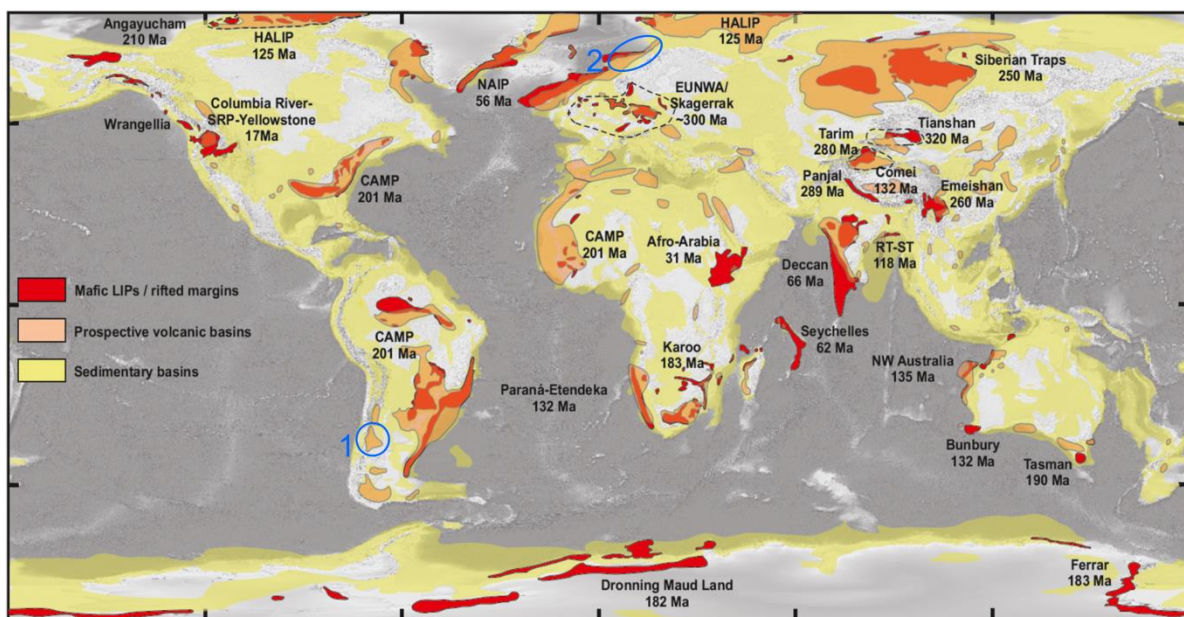 Angayucham
210 Ma
HALIP
125 Ma
HALIP
125 Ma
2
NAIP
56 Ma
EUNWA/
Skagerrak
~300 Ma
Siberian Traps
250 Ma
Columbia River-
SRP-Yellowstone
17Ma
Wrangellia
Tianshan
320 Ma
Tarim
280 Ma
Panjal
289 Ma
Comei
132 Ma
Emeishan
260 Ma
CAMP
201 Ma
CAMP
201 Ma
Afro-Arabia
31 Ma
Deccan
66 Ma
RT-ST
118 Ma
Mafic LIPs / rifted margins
Prospective volcanic basins
Sedimentary basins
CAMP
201 Ma
Seychelles
62 Ma
Karoo
183 Ma
NW Australia
135 Ma
Paraná-Etendeka
132 Ma
1
Bunbury
132 Ma
Tasman
190 Ma
Dronning Maud Land
182 Ma
Ferrar
183 Ma